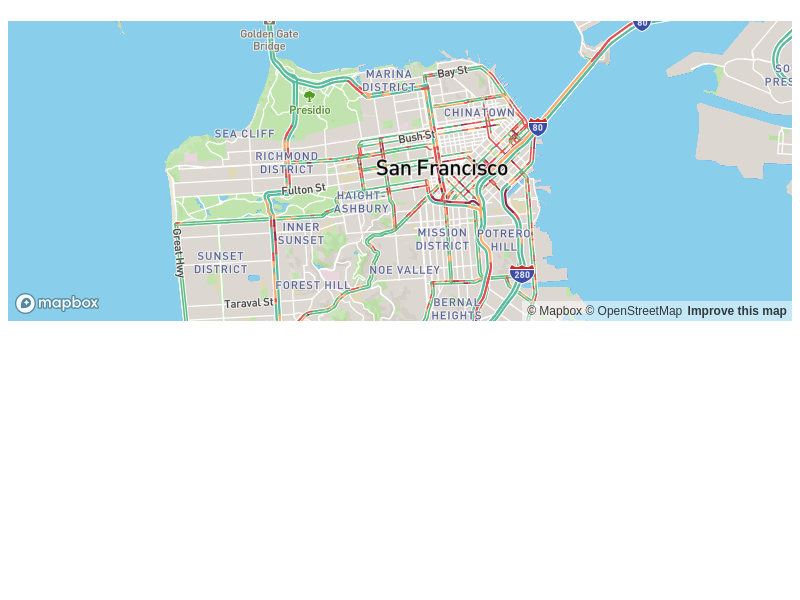 80
Golden Gate
Bridge
SO
PRES
MARINA
DISTRICT
Bay St
Presidio
CHINATOWN
80
SEA CLIFF
Bush St
RICHMOND
DISTRICT
San Francisco
Fulton St
HAIGHT-
ASHBURY
Great Hwy
INNER
SUNSET
MISSION
DISTRICT
POTRERO
HILL
SUNSET
DISTRICT
NOE VALLEY
280
FOREST HILL
Taraval St
BERNAL
HEIGHTS
mapbox
© Mapbox © OpenStreetMap Improve this map